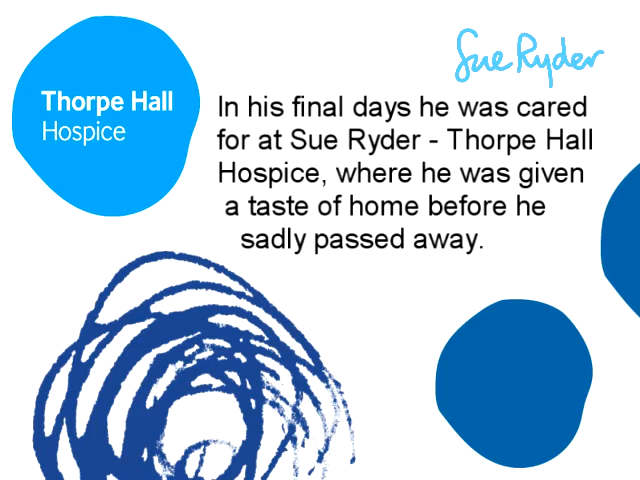 Sue Ryder
Thorpe Hall
Hospice
In his final days he was cared
for at Sue Ryder - Thorpe Hall
Hospice, where he was given
a taste of home before he
sadly passed away.